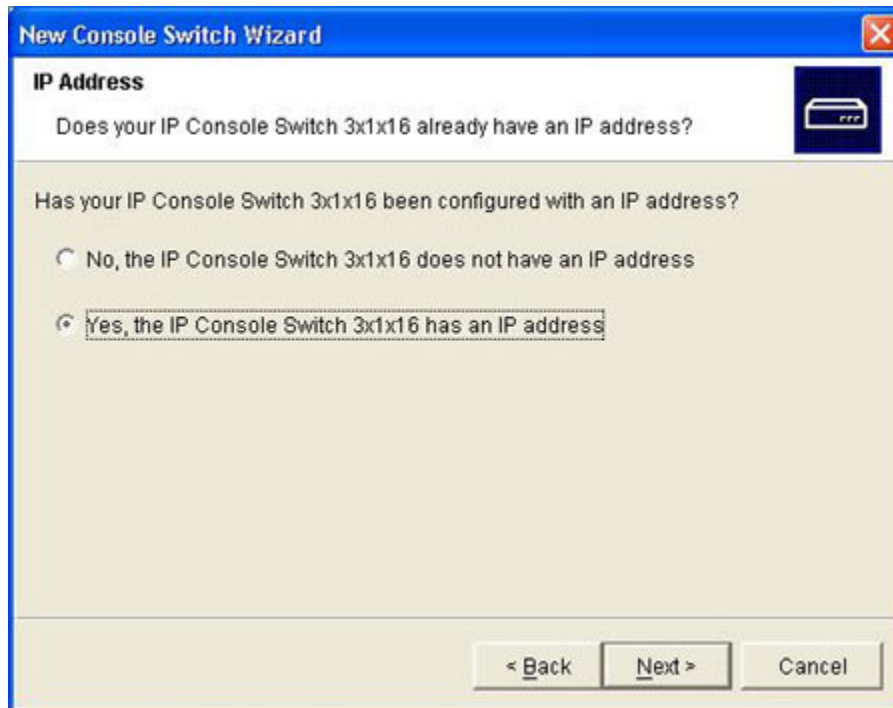 New Console Switch Wizard
IP Address
Does your IP Console Switch 3x1x16 already have an IP address?
Has your IP Console Switch 3x1x16 been configured with an IP address?
No, the IP Console Switch 3x1x16 does not have an IP address
Yes, the IP Console Switch 3x1x16 has an IP address
< Back Next > Cancel